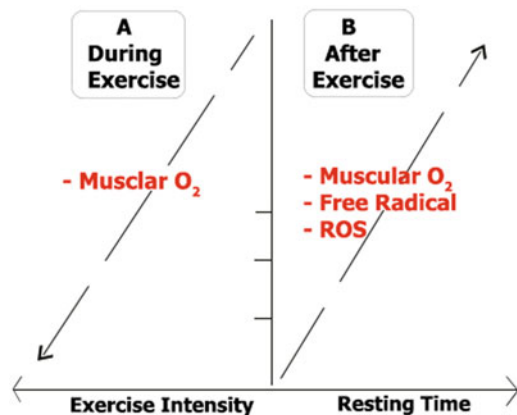 A
During
Exercise
- Musclar O₂
B
After
Exercise
- Muscular O₂
- Free Radical
- ROS
Exercise Intensity
Resting Time